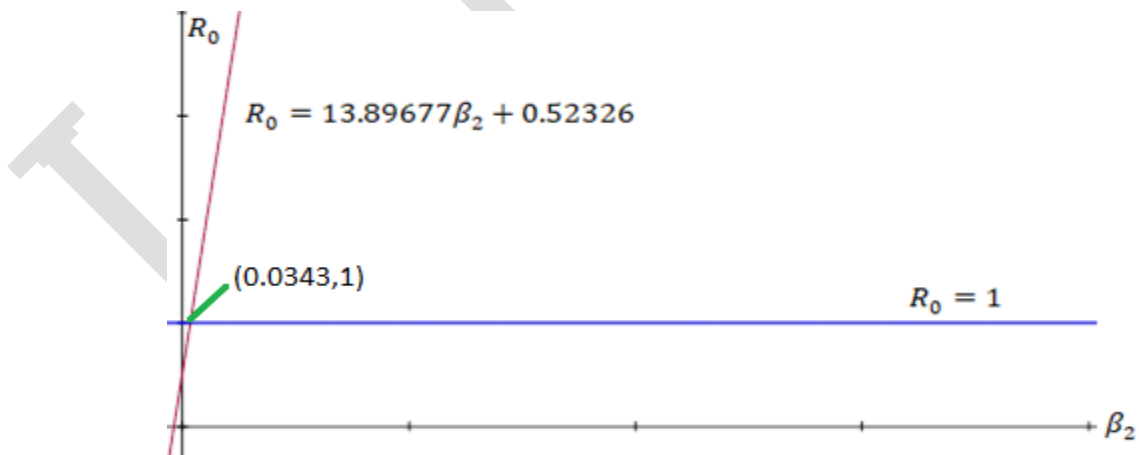 R₀
R₀ = 13.89677β₂ + 0.52326
(0.0343,1)
R₀ = 1
β₂